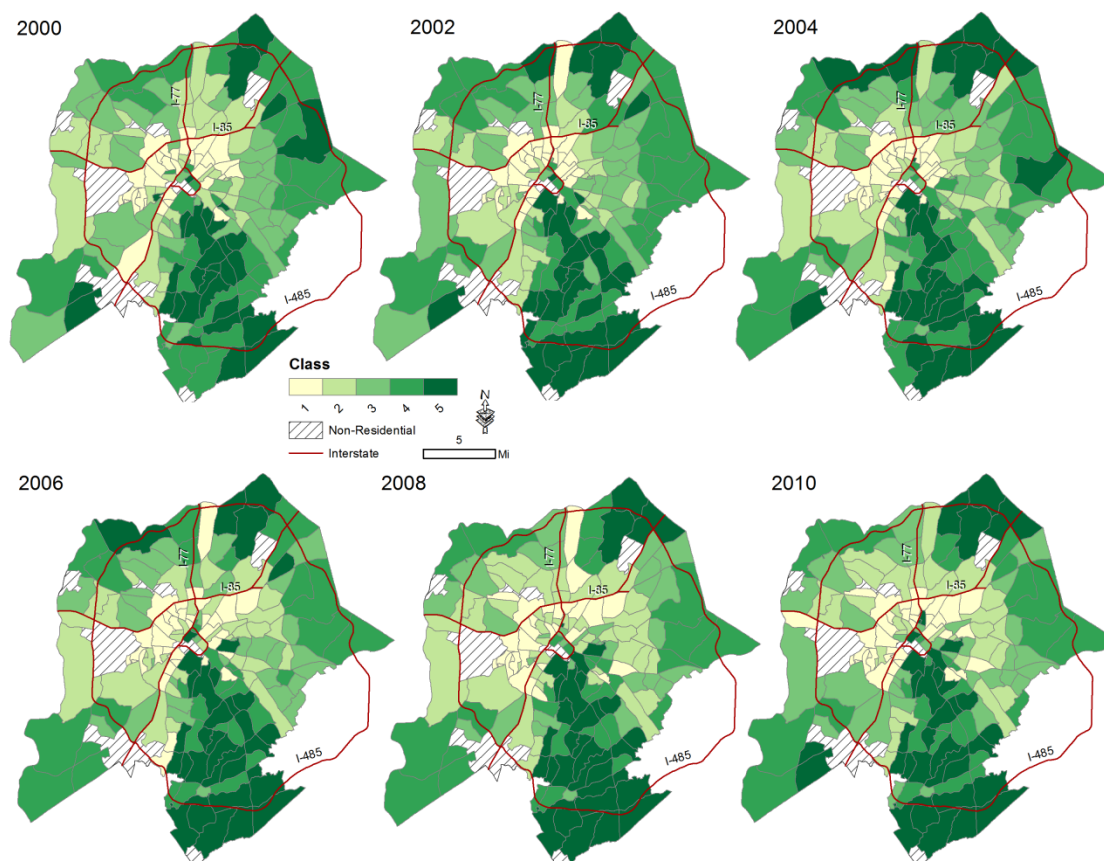 2000
2002
2004
I-77
I-85
I-485
I-77
I-85
I-485
I-77
I-85
I-485
Class
1 2 3 4 5
N
Non-Residential
5
Interstate
Mi
2006
2008
2010
I-77
I-85
I-485
I-77
I-85
I-485
I-77
I-85
I-485